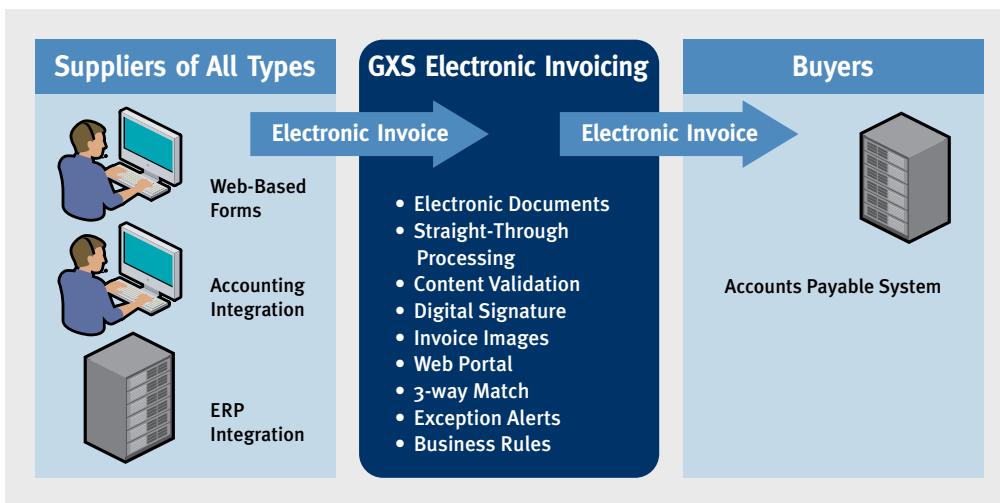 Suppliers of All Types
Web-Based
Forms
Accounting
Integration
ERP
Integration
GXS Electronic Invoicing
Electronic Invoice
Electronic Invoice
• Electronic Documents
• Straight-Through
Processing
• Content Validation
• Digital Signature
• Invoice Images
• Web Portal
• 3-way Match
• Exception Alerts
• Business Rules
Buyers
Accounts Payable System